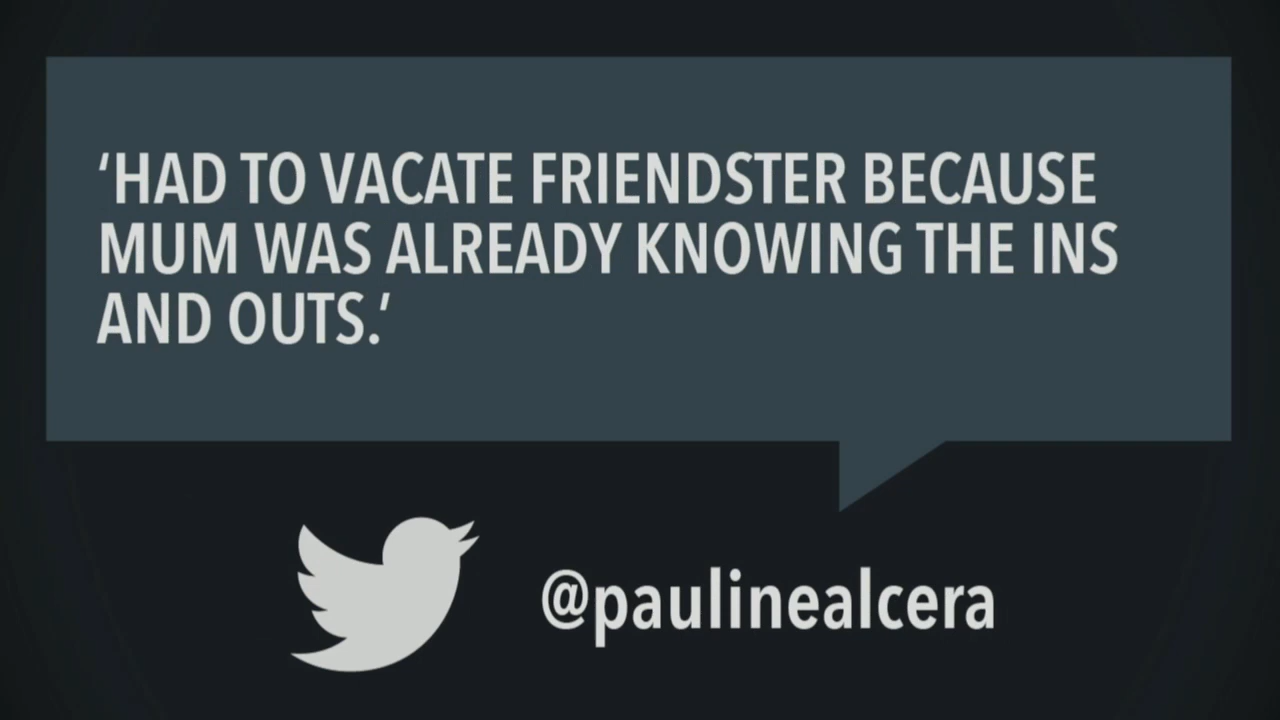 ‘HAD TO VACATE FRIENDSTER BECAUSE
MUM WAS ALREADY KNOWING THE INS
AND OUTS.’
@paulinealcera